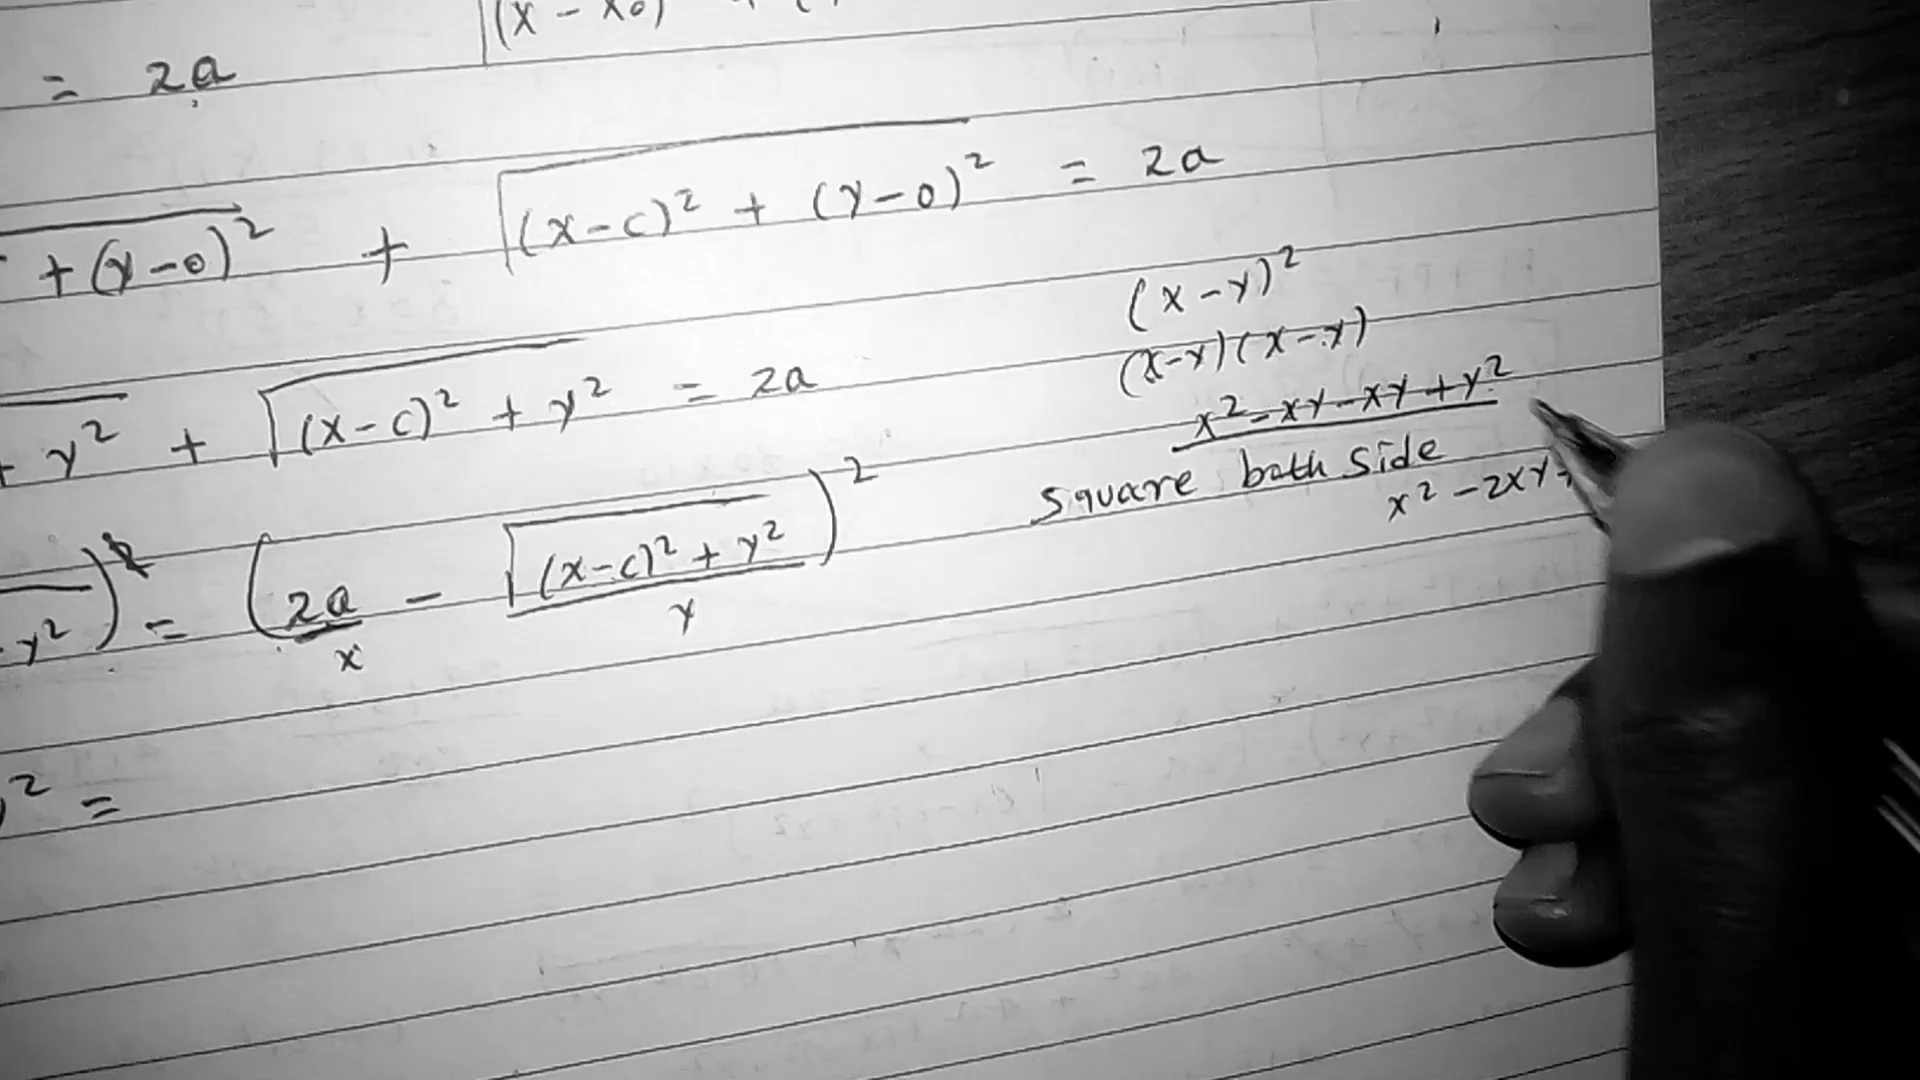 (x - x0)
= 2a
+ (y-0)² + √(x-c)² + (y-0)² = 2a
(x-y)²
(x-y)(x-y)
+ y² + √(x-c)² + y² = 2a
x² - xy - xy + y²
square both side
x² - 2xy +
y²)² = (2a - √(x-c)² + y²)²
x y
² =